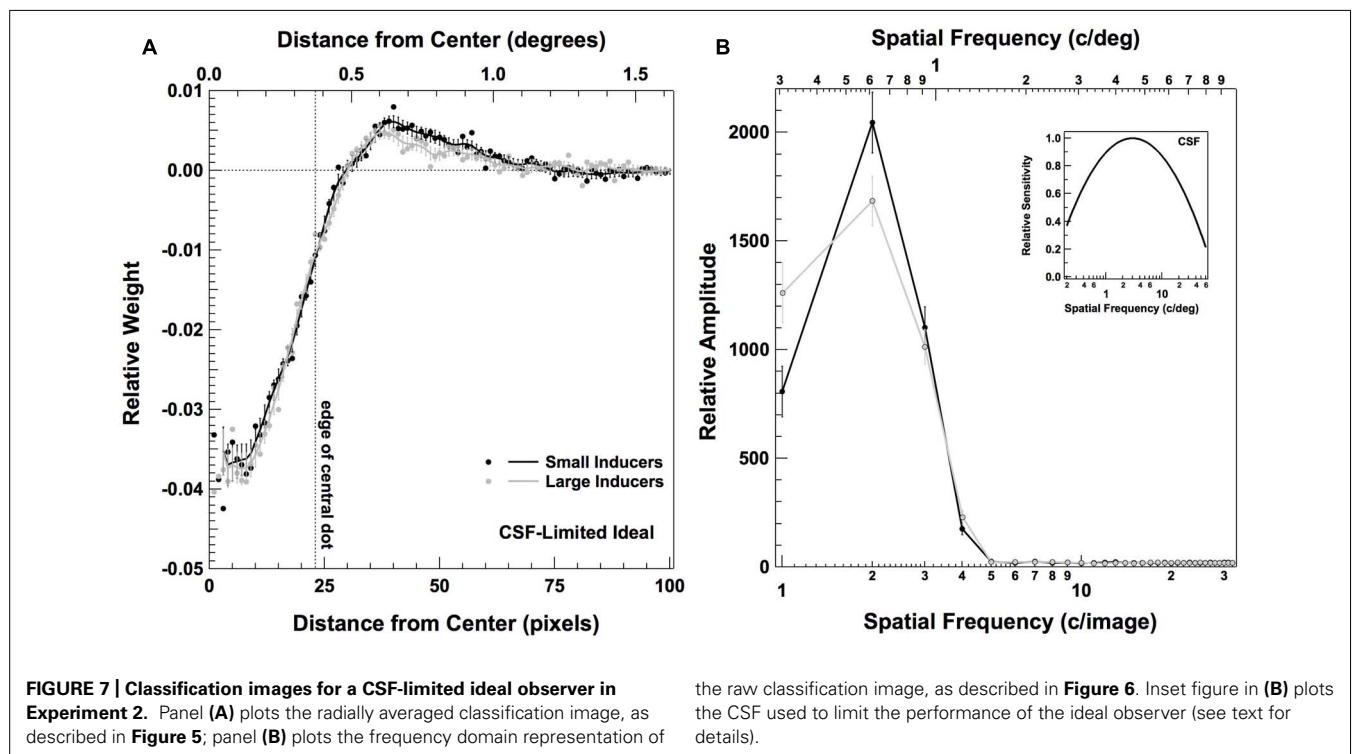 A
Distance from Center (degrees)
0.0 0.5 1.0 1.5
0.01
0.00
-0.01
-0.02
-0.03
-0.04
-0.05
Relative Weight
edge of central dot
Small Inducers
Large Inducers
CSF-Limited Ideal
0 25 50 75 100
Distance from Center (pixels)
B
Spatial Frequency (c/deg)
3 4 5 6 7 8 9 1 2 3 4 5 6 7 8 9
2000
1500
1000
500
0
Relative Amplitude
CSF
1.0
0.8
0.6
0.4
0.2
0.0
Relative Sensitivity
2 4 6 1 2 4 6 10 2 4 6
Spatial Frequency (c/deg)
1 2 3 4 5 6 7 8 9 10 2 3
Spatial Frequency (c/image)
FIGURE 7 | Classification images for a CSF-limited ideal observer in
Experiment 2. Panel (A) plots the radially averaged classification image, as
described in Figure 5; panel (B) plots the frequency domain representation of
the raw classification image, as described in Figure 6. Inset figure in (B) plots
the CSF used to limit the performance of the ideal observer (see text for
details).